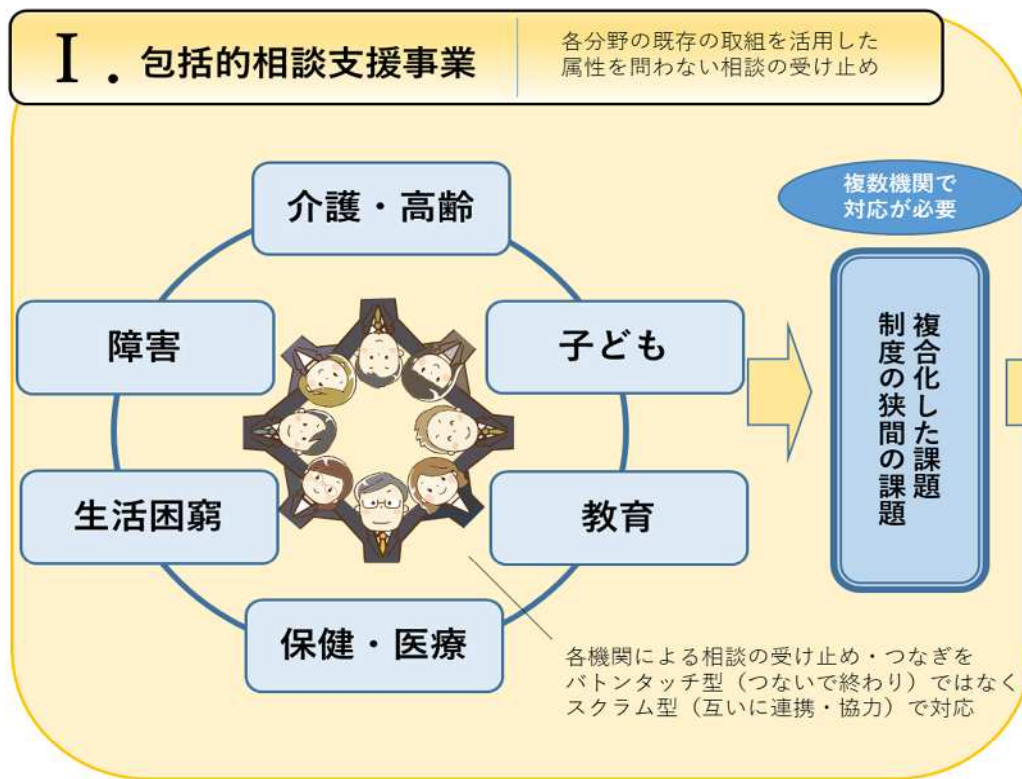 Ⅰ. 包括的相談支援事業
各分野の既存の取組を活用した
属性を問わない相談の受け止め
介護・高齢
障害
子ども
生活困窮
教育
保健・医療
複数機関で
対応が必要
複合化した課題
制度の狭間の課題
各機関による相談の受け止め・つなぎを
バトンタッチ型（つないで終わり）ではなく
スクラム型（互いに連携・協力）で対応